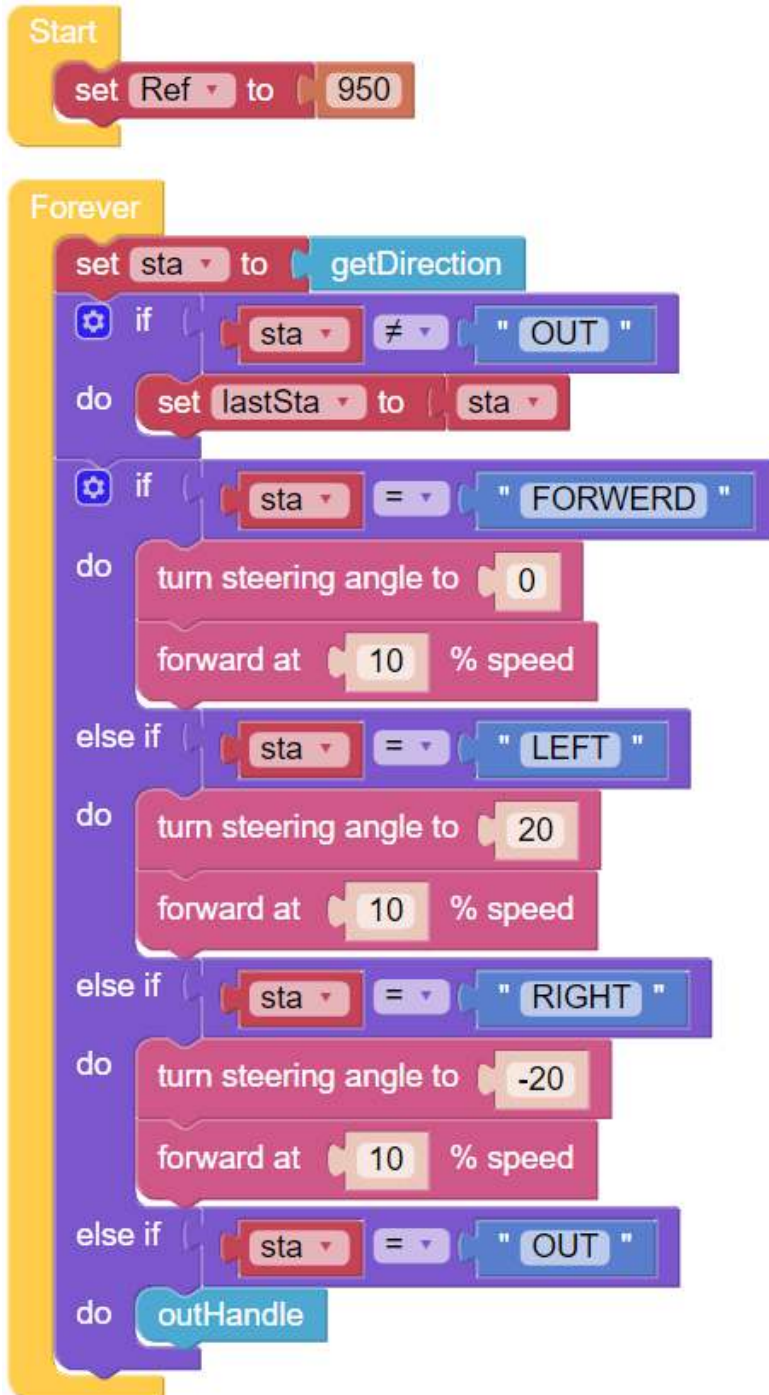 Start
set Ref to 950
Forever
set sta to getDirection
if sta ≠ " OUT "
do set lastSta to sta
if sta = " FORWERD "
do turn steering angle to 0
forward at 10 % speed
else if sta = " LEFT "
do turn steering angle to 20
forward at 10 % speed
else if sta = " RIGHT "
do turn steering angle to -20
forward at 10 % speed
else if sta = " OUT "
do outHandle